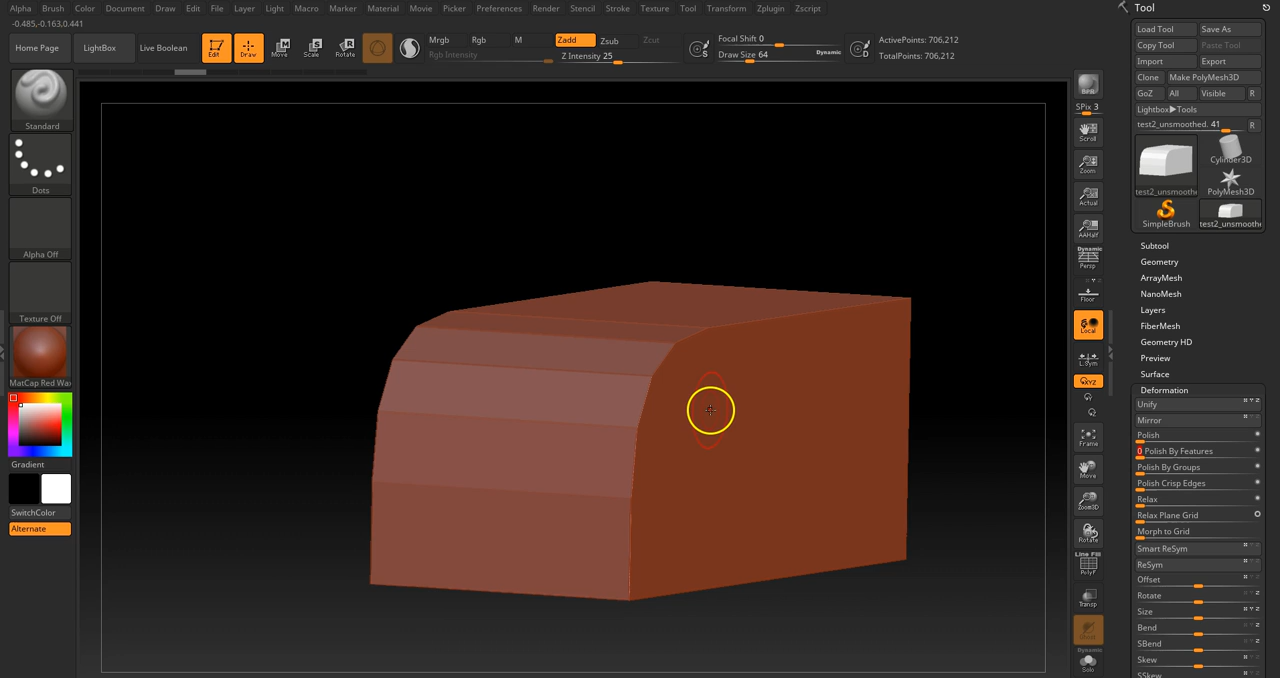 Alpha Brush Color Document Draw Edit File Layer Light Macro Marker Material Movie Picker Preferences Render Stencil Stroke Texture Tool Transform Zplugin Zscript
-0.485,-0.163,0.441
Home Page LightBox Live Boolean Edit Draw Move Scale Rotate
Mrgb Rgb M Zadd Zsub Zcut
Rgb Intensity Z Intensity 25
Focal Shift 0
Draw Size 64 Dynamic
S
D
ActivePoints: 706,212
TotalPoints: 706,212
Standard
Dots
Alpha Off
Texture Off
MatCap Red Wax
Gradient
SwitchColor
Alternate
BPR
SPix 3
Scroll
Zoom
Actual
AAHalf
Dynamic
Persp
Floor
Local
L.Sym
XYZ
Frame
Move
Zoom3D
Rotate
Line Fill
PolyF
Transp
Dynamic
Solo
Tool
Load Tool Save As
Copy Tool Paste Tool
Import Export
Clone Make PolyMesh3D
GoZ All Visible R
Lightbox▶Tools
test2_unsmoothed. 41 R
test2_unsmoothe
Cylinder3D
PolyMesh3D
SimpleBrush
test2_unsmoothe
Subtool
Geometry
ArrayMesh
NanoMesh
Layers
FiberMesh
Geometry HD
Preview
Surface
Deformation
Unify
Mirror
Polish
0 Polish By Features
Polish By Groups
Polish Crisp Edges
Relax
Relax Plane Grid
Morph to Grid
Smart ReSym
ReSym
Offset
Rotate
Size
Bend
SBend
Skew
SSkew